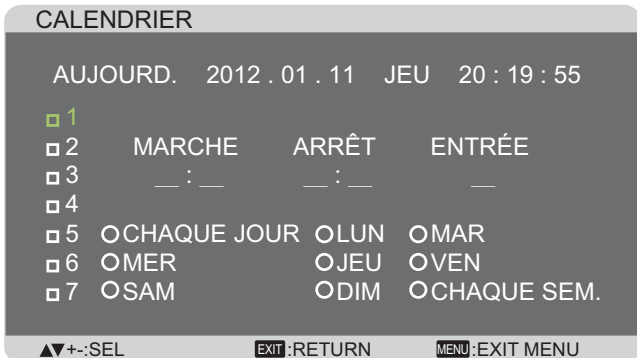 CALENDRIER
AUJOURD. 2012 . 01 . 11 JEU 20 : 19 : 55
1
2 MARCHE ARRÊT ENTRÉE
3 __ : __ __ : __ __
4
5 CHAQUE JOUR LUN MAR
6 MER JEU VEN
7 SAM DIM CHAQUE SEM.
▲▼+-:SEL EXIT:RETURN MENU:EXIT MENU